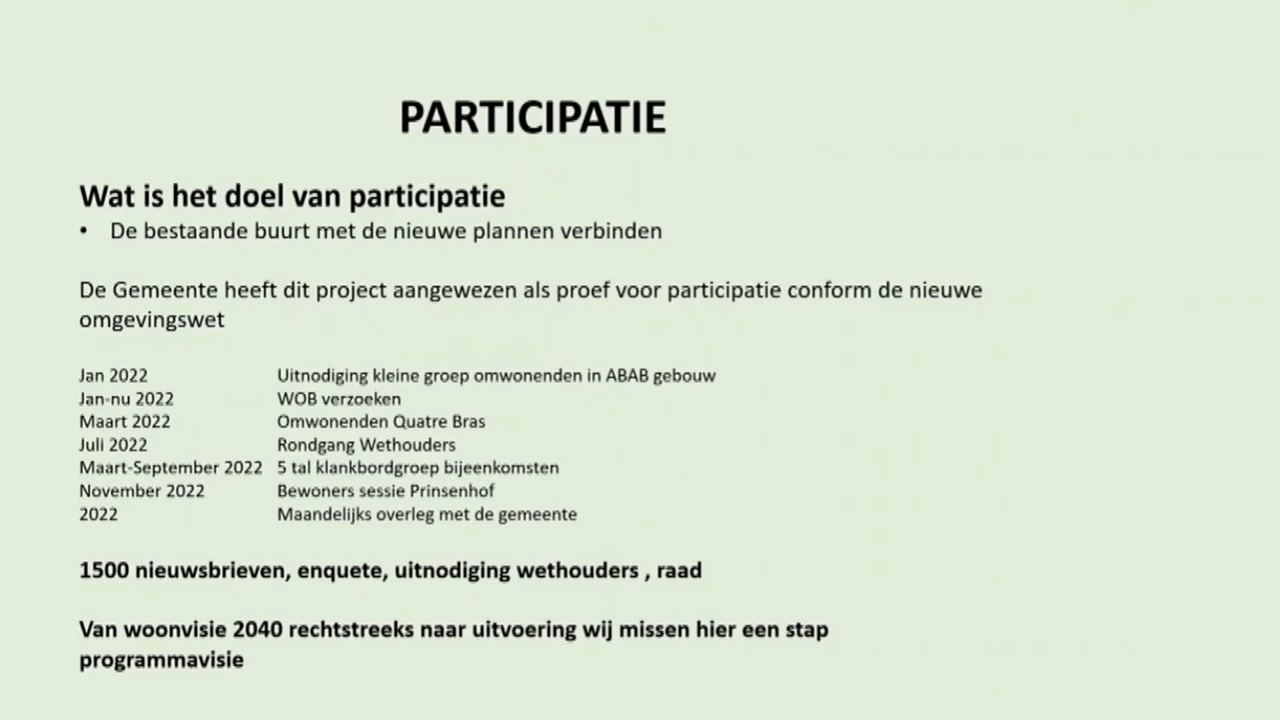 PARTICIPATIE
Wat is het doel van participatie
• De bestaande buurt met de nieuwe plannen verbinden
De Gemeente heeft dit project aangewezen als proef voor participatie conform de nieuwe
omgevingswet
Jan 2022 Uitnodiging kleine groep omwonenden in ABAB gebouw
Jan-nu 2022 WOB verzoeken
Maart 2022 Omwonenden Quatre Bras
Juli 2022 Rondgang Wethouders
Maart-September 2022 5 tal klankbordgroep bijeenkomsten
November 2022 Bewoners sessie Prinsenhof
2022 Maandelijks overleg met de gemeente
1500 nieuwsbrieven, enquete, uitnodiging wethouders , raad
Van woonvisie 2040 rechtstreeks naar uitvoering wij missen hier een stap
programmavisie